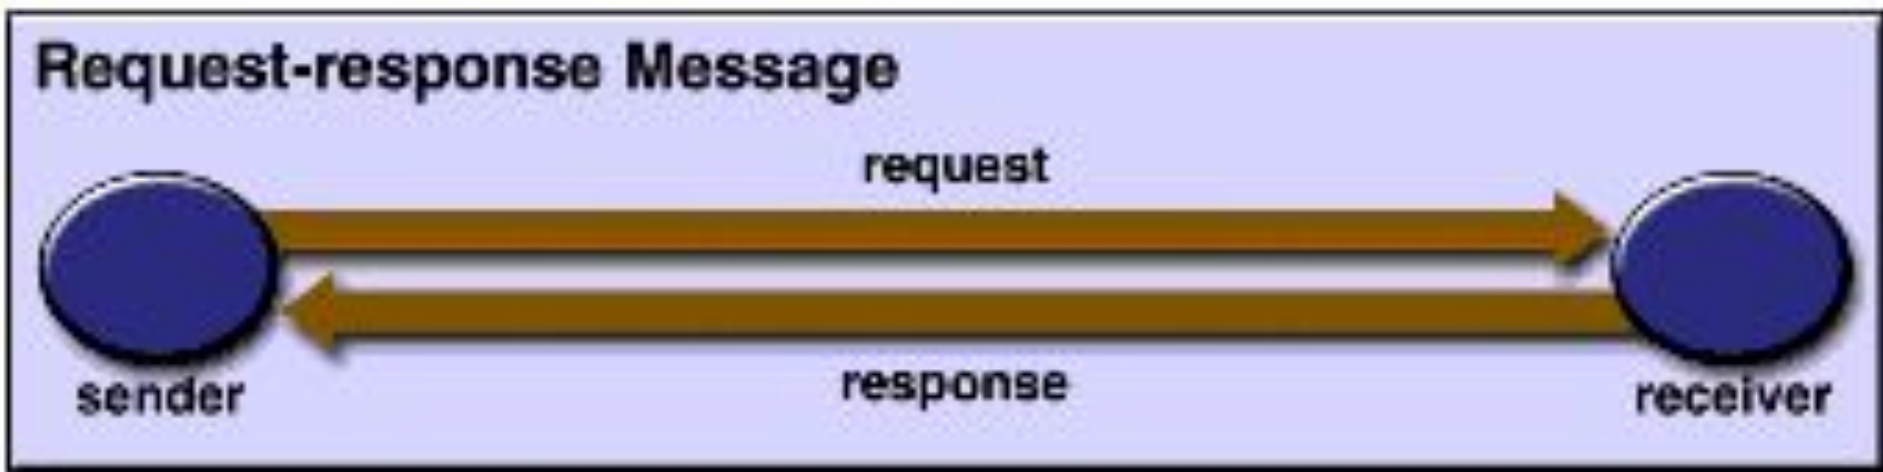 Request-response Message
request
response
sender
receiver